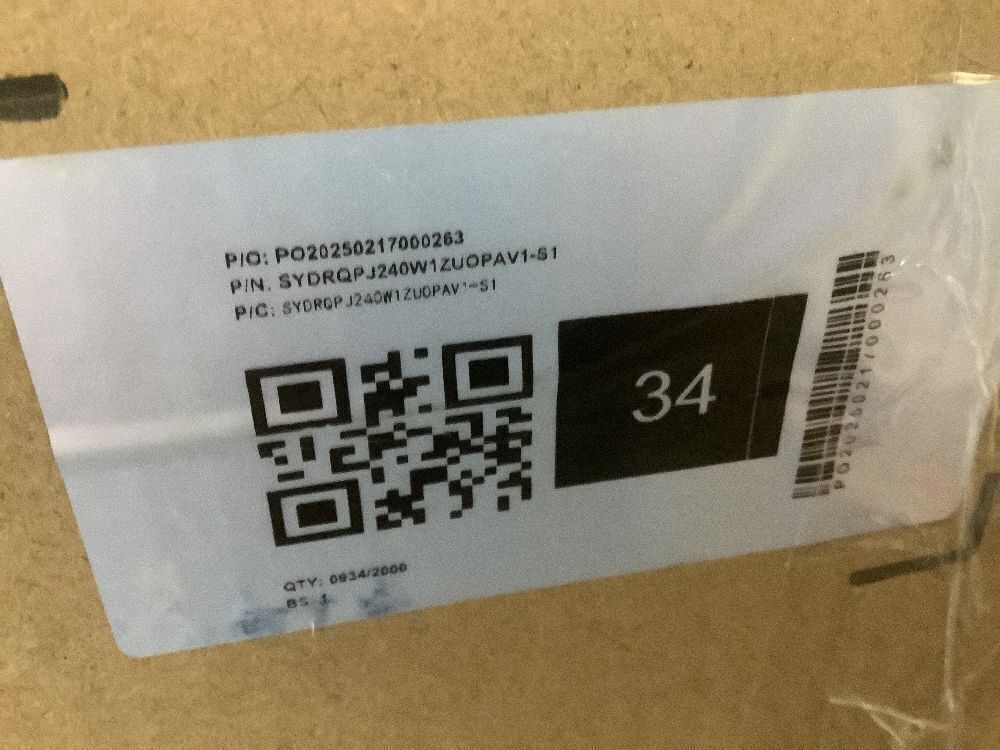 P/O: PO20250217000263
P/N. SYDRQPJ240W1ZUOPAV1-S1
P/C: SYDRQPJ240W1ZUOPAV1-S1
34
PO20250217000263
QTY: 0934/2000
BS 1